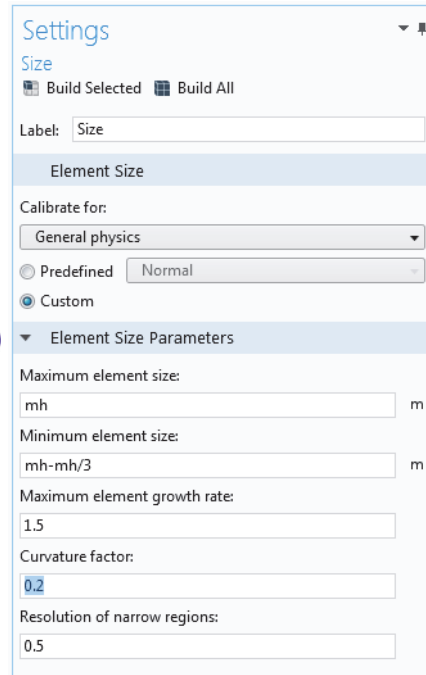 Settings
Size
Build Selected Build All
Label: Size
Element Size
Calibrate for:
General physics
Predefined Normal
Custom
Element Size Parameters
Maximum element size:
mh m
Minimum element size:
mh-mh/3 m
Maximum element growth rate:
1.5
Curvature factor:
0.2
Resolution of narrow regions:
0.5